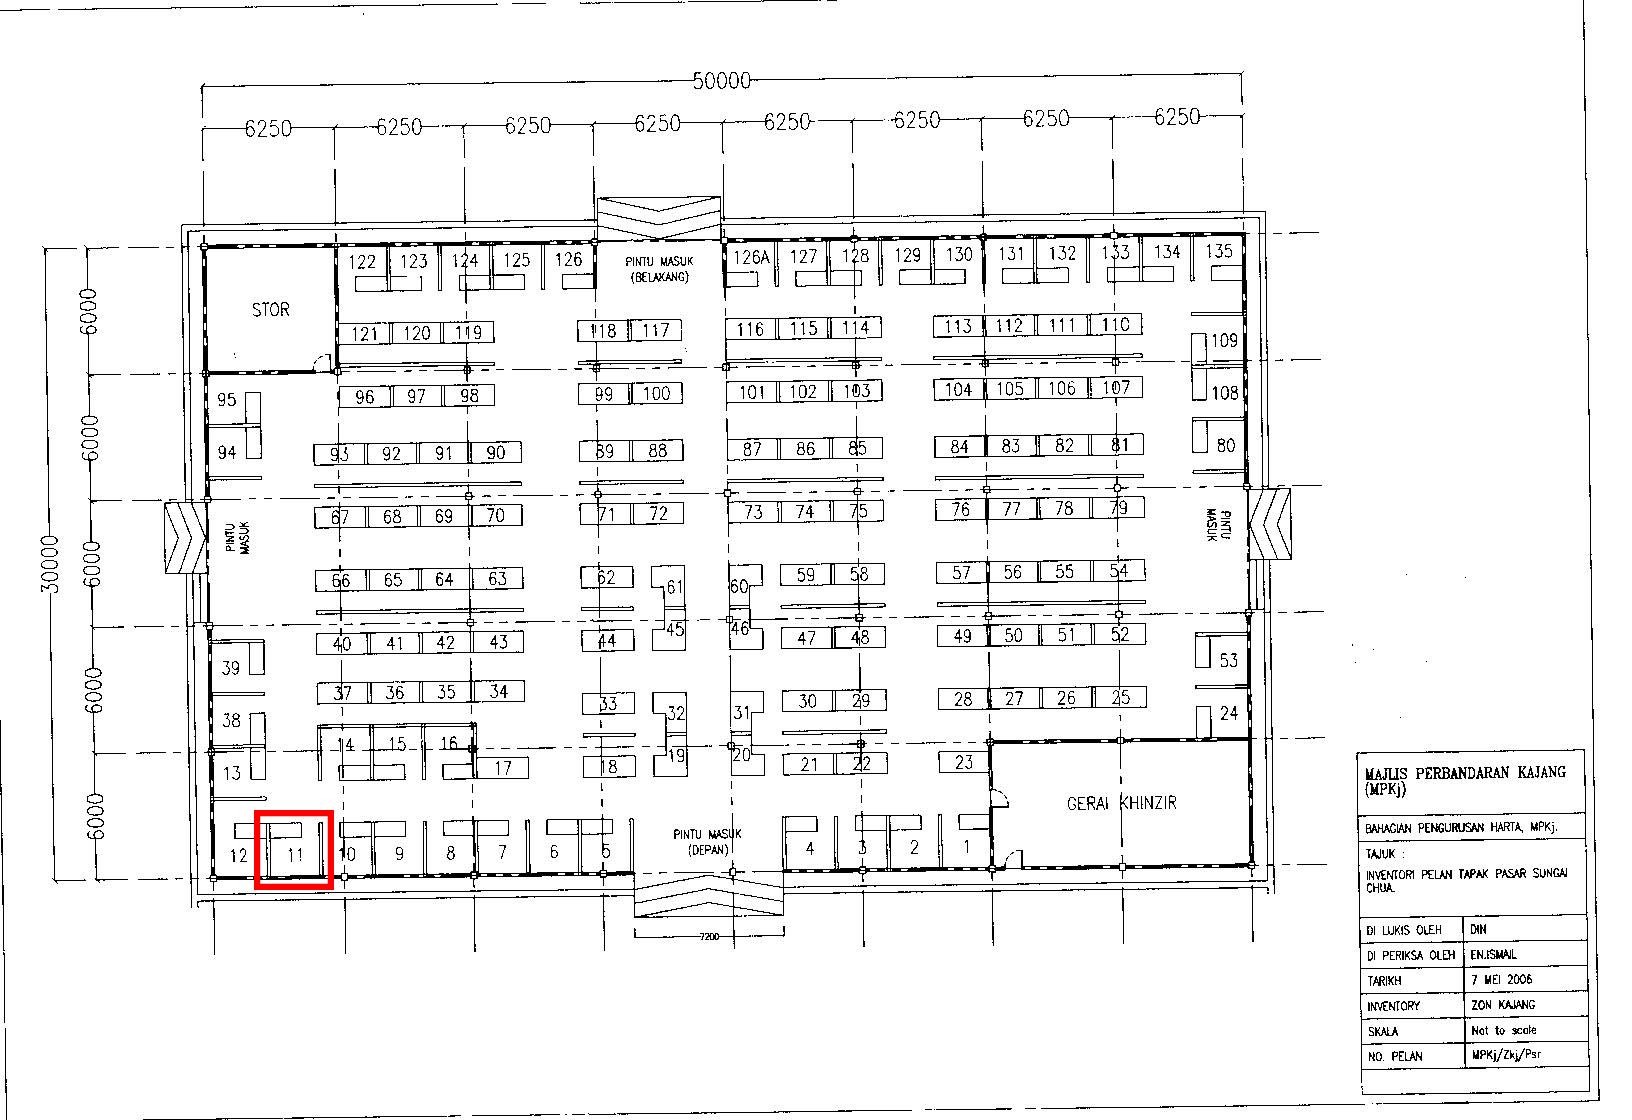 50000
6250 6250 6250 6250 6250 6250 6250 6250
122 123 124 125 126 PINTU MASUK (BELAKANG) 126A 127 128 129 130 131 132 133 134 135
STOR
121 120 119 118 117 116 115 114 113 112 111 110
109
6000
95 96 97 98 99 100 101 102 103 104 105 106 107 108
94 93 92 91 90 89 88 87 86 85 84 83 82 81 80
6000
PINTU MASUK
67 68 69 70 71 72 73 74 75 76 77 78 79
PINTU MASUK
30000
6000
66 65 64 63 62 61 60 59 58 57 56 55 54
39 40 41 42 43 44 45 46 47 48 49 50 51 52 53
6000
38 37 36 35 34 33 32 31 30 29 28 27 26 25 24
13 14 15 16 17 18 19 20 21 22 23
6000
GERAI KHINZIR
12 11 10 9 8 7 6 5 PINTU MASUK (DEPAN) 4 3 2 1
7200
MAJLIS PERBANDARAN KAJANG
(MPKj)
BAHAGIAN PENGURUSAN HARTA, MPKj.
TAJUK :
INVENTORI PELAN TAPAK PASAR SUNGAI
CHUA.
DI LUKIS OLEH DIN
DI PERIKSA OLEH EN.ISMAIL
TARIKH 7 MEI 2006
INVENTORY ZON KAJANG
SKALA Not to scale
NO. PELAN MPKj/Zkj/Psr